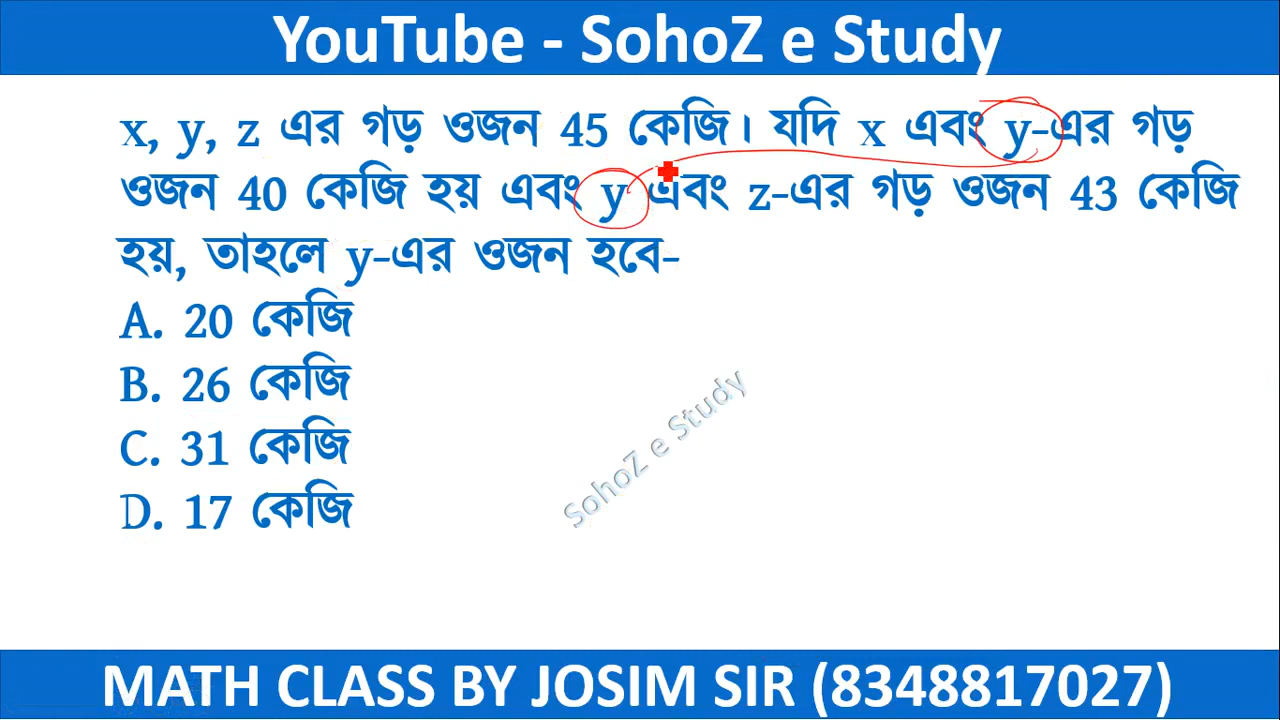 YouTube - SohoZ e Study
x, y, z এর গড় ওজন 45 কেজি। যদি x এবং y-এর গড়
ওজন 40 কেজি হয় এবং y এবং z-এর গড় ওজন 43 কেজি
হয়, তাহলে y-এর ওজন হবে-
A. 20 কেজি
B. 26 কেজি
C. 31 কেজি
D. 17 কেজি
SohoZ e Study
MATH CLASS BY JOSIM SIR (8348817027)